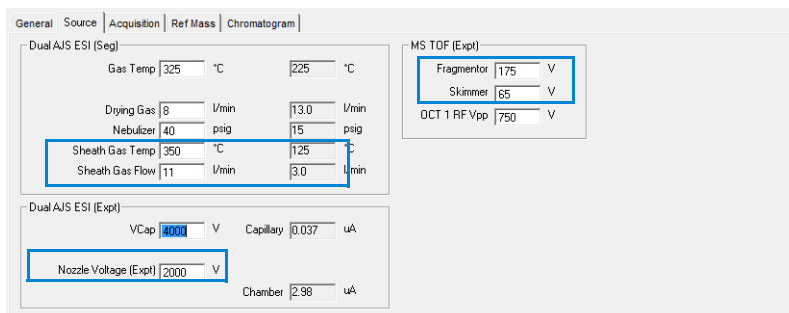 General Source Acquisition Ref Mass Chromatogram
Dual AJS ESI (Seg)
Gas Temp 325 °C 225 °C
Drying Gas 8 l/min 13.0 l/min
Nebulizer 40 psig 15 psig
Sheath Gas Temp 350 °C 125 °C
Sheath Gas Flow 11 l/min 3.0 l/min
Dual AJS ESI (Expt)
VCap 4000 V Capillary 0.037 uA
Nozzle Voltage (Expt) 2000 V
Chamber 2.98 uA
MS TOF (Expt)
Fragmentor 175 V
Skimmer 65 V
OCT 1 RF Vpp 750 V